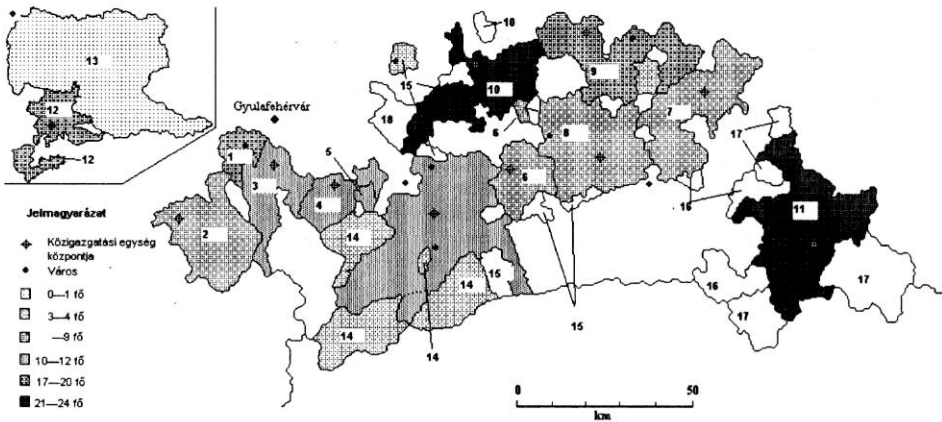 13
12
12
Gyulafehérvár
Jelmagyarázat
Közigazgatási egység
központja
Város
0—1 fő
3—4 fő
—9 fő
10—12 fő
17—20 fő
21—24 fő
1
2
3
4
5
14
14
14
14
15
15
15
18
18
10
6
6
8
9
7
16
16
17
17
17
11
0
50
km